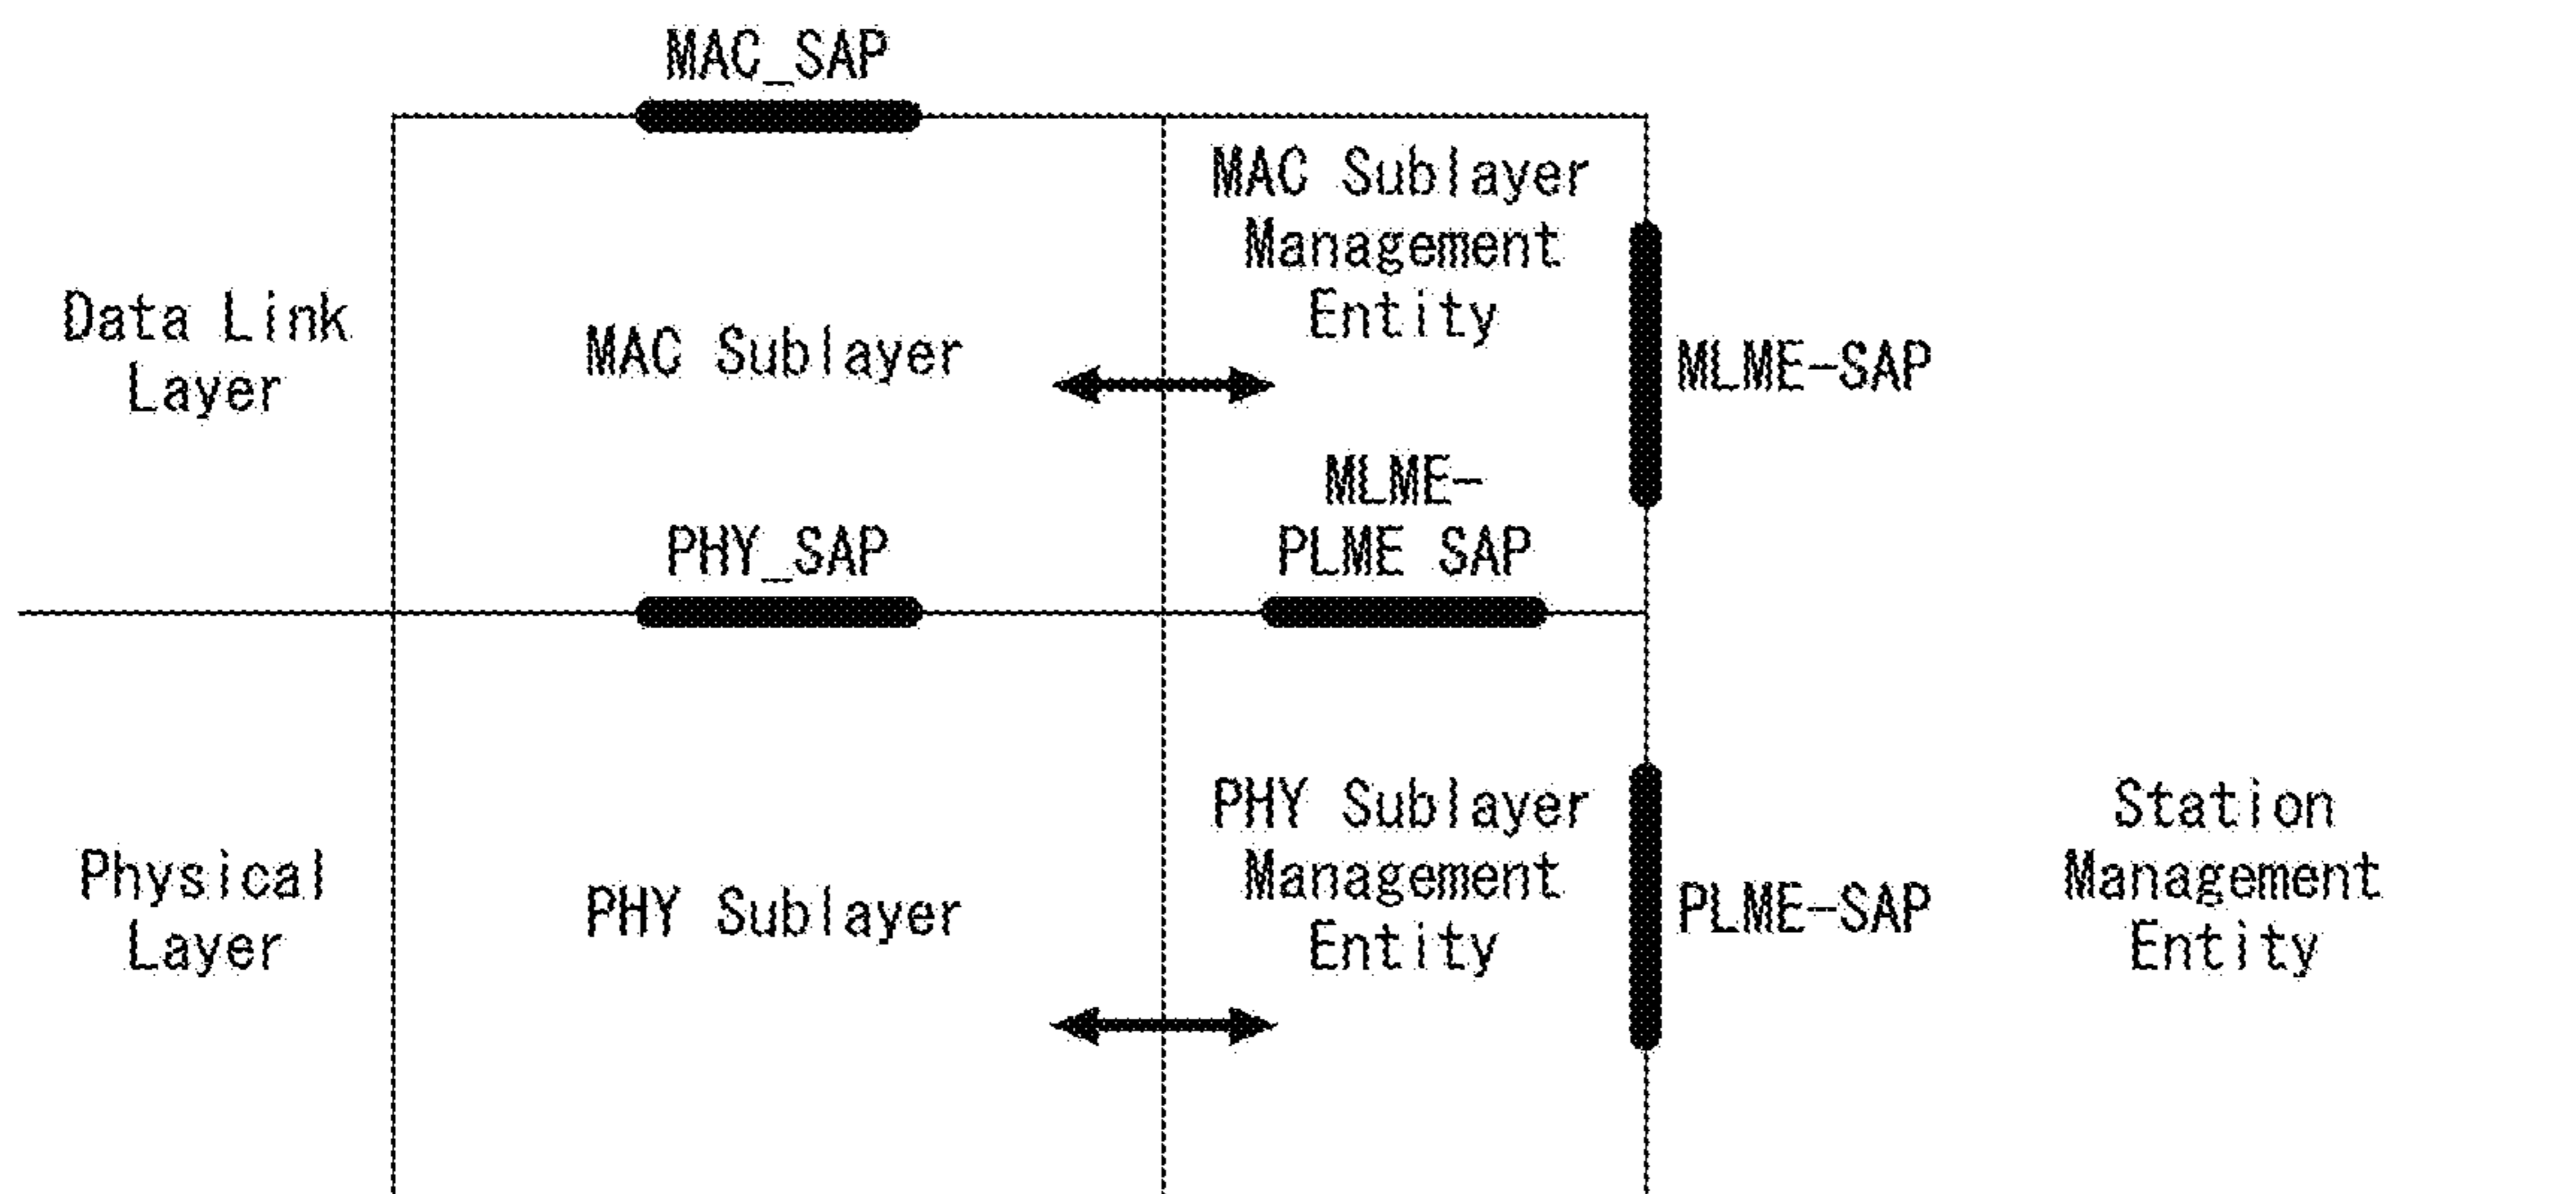 MAC_SAP
MAC Sublayer
Management
Entity
Data Link
Layer
MAC Sublayer
MLME-SAP
MLME-
PLME SAP
PHY_SAP
PHY Sublayer
Management
Entity
Physical
Layer
PHY Sublayer
PLME-SAP
Station
Management
Entity